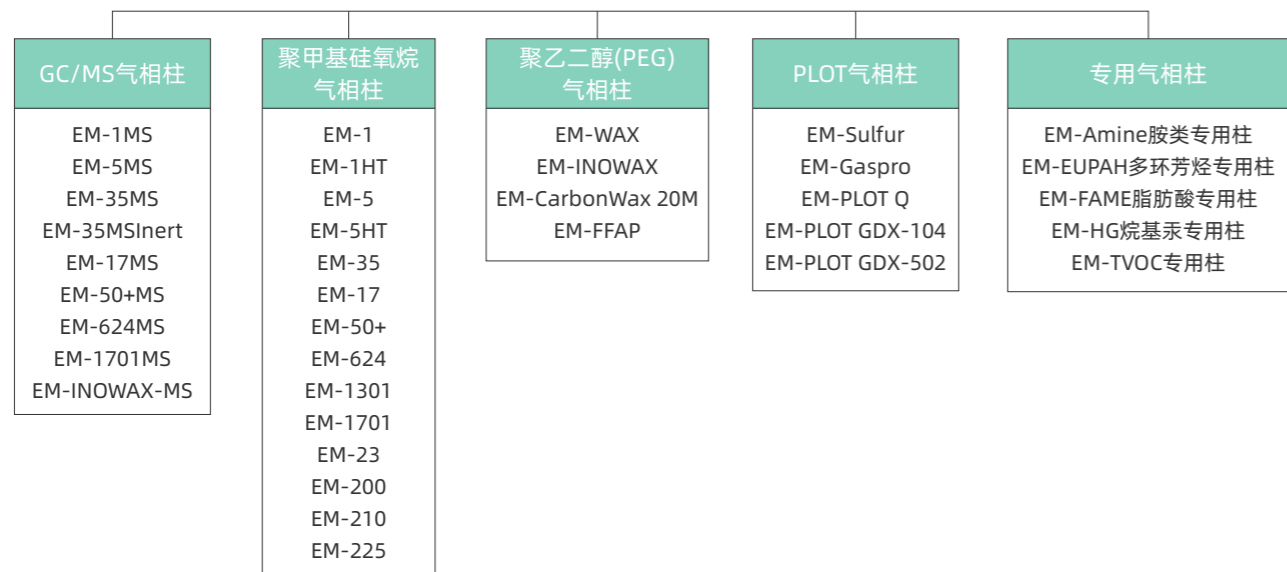 GC/MS气相柱
EM-1MS
EM-5MS
EM-35MS
EM-35MSInert
EM-17MS
EM-50+MS
EM-624MS
EM-1701MS
EM-INOWAX-MS
聚甲基硅氧烷
气相柱
EM-1
EM-1HT
EM-5
EM-5HT
EM-35
EM-17
EM-50+
EM-624
EM-1301
EM-1701
EM-23
EM-200
EM-210
EM-225
聚乙二醇(PEG)
气相柱
EM-WAX
EM-INOWAX
EM-CarbonWax 20M
EM-FFAP
PLOT气相柱
EM-Sulfur
EM-Gaspro
EM-PLOT Q
EM-PLOT GDX-104
EM-PLOT GDX-502
专用气相柱
EM-Amine胺类专用柱
EM-EUPAH多环芳烃专用柱
EM-FAME脂肪酸专用柱
EM-HG烷基汞专用柱
EM-TVOC专用柱